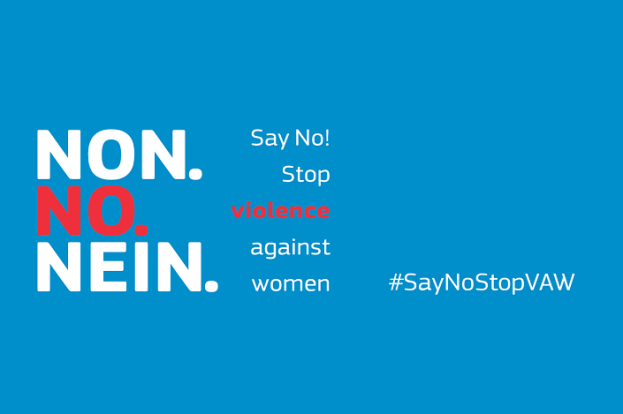 NON.
NO.
NEIN.
Say No!
Stop
violence
against
women
#SayNoStopVAW